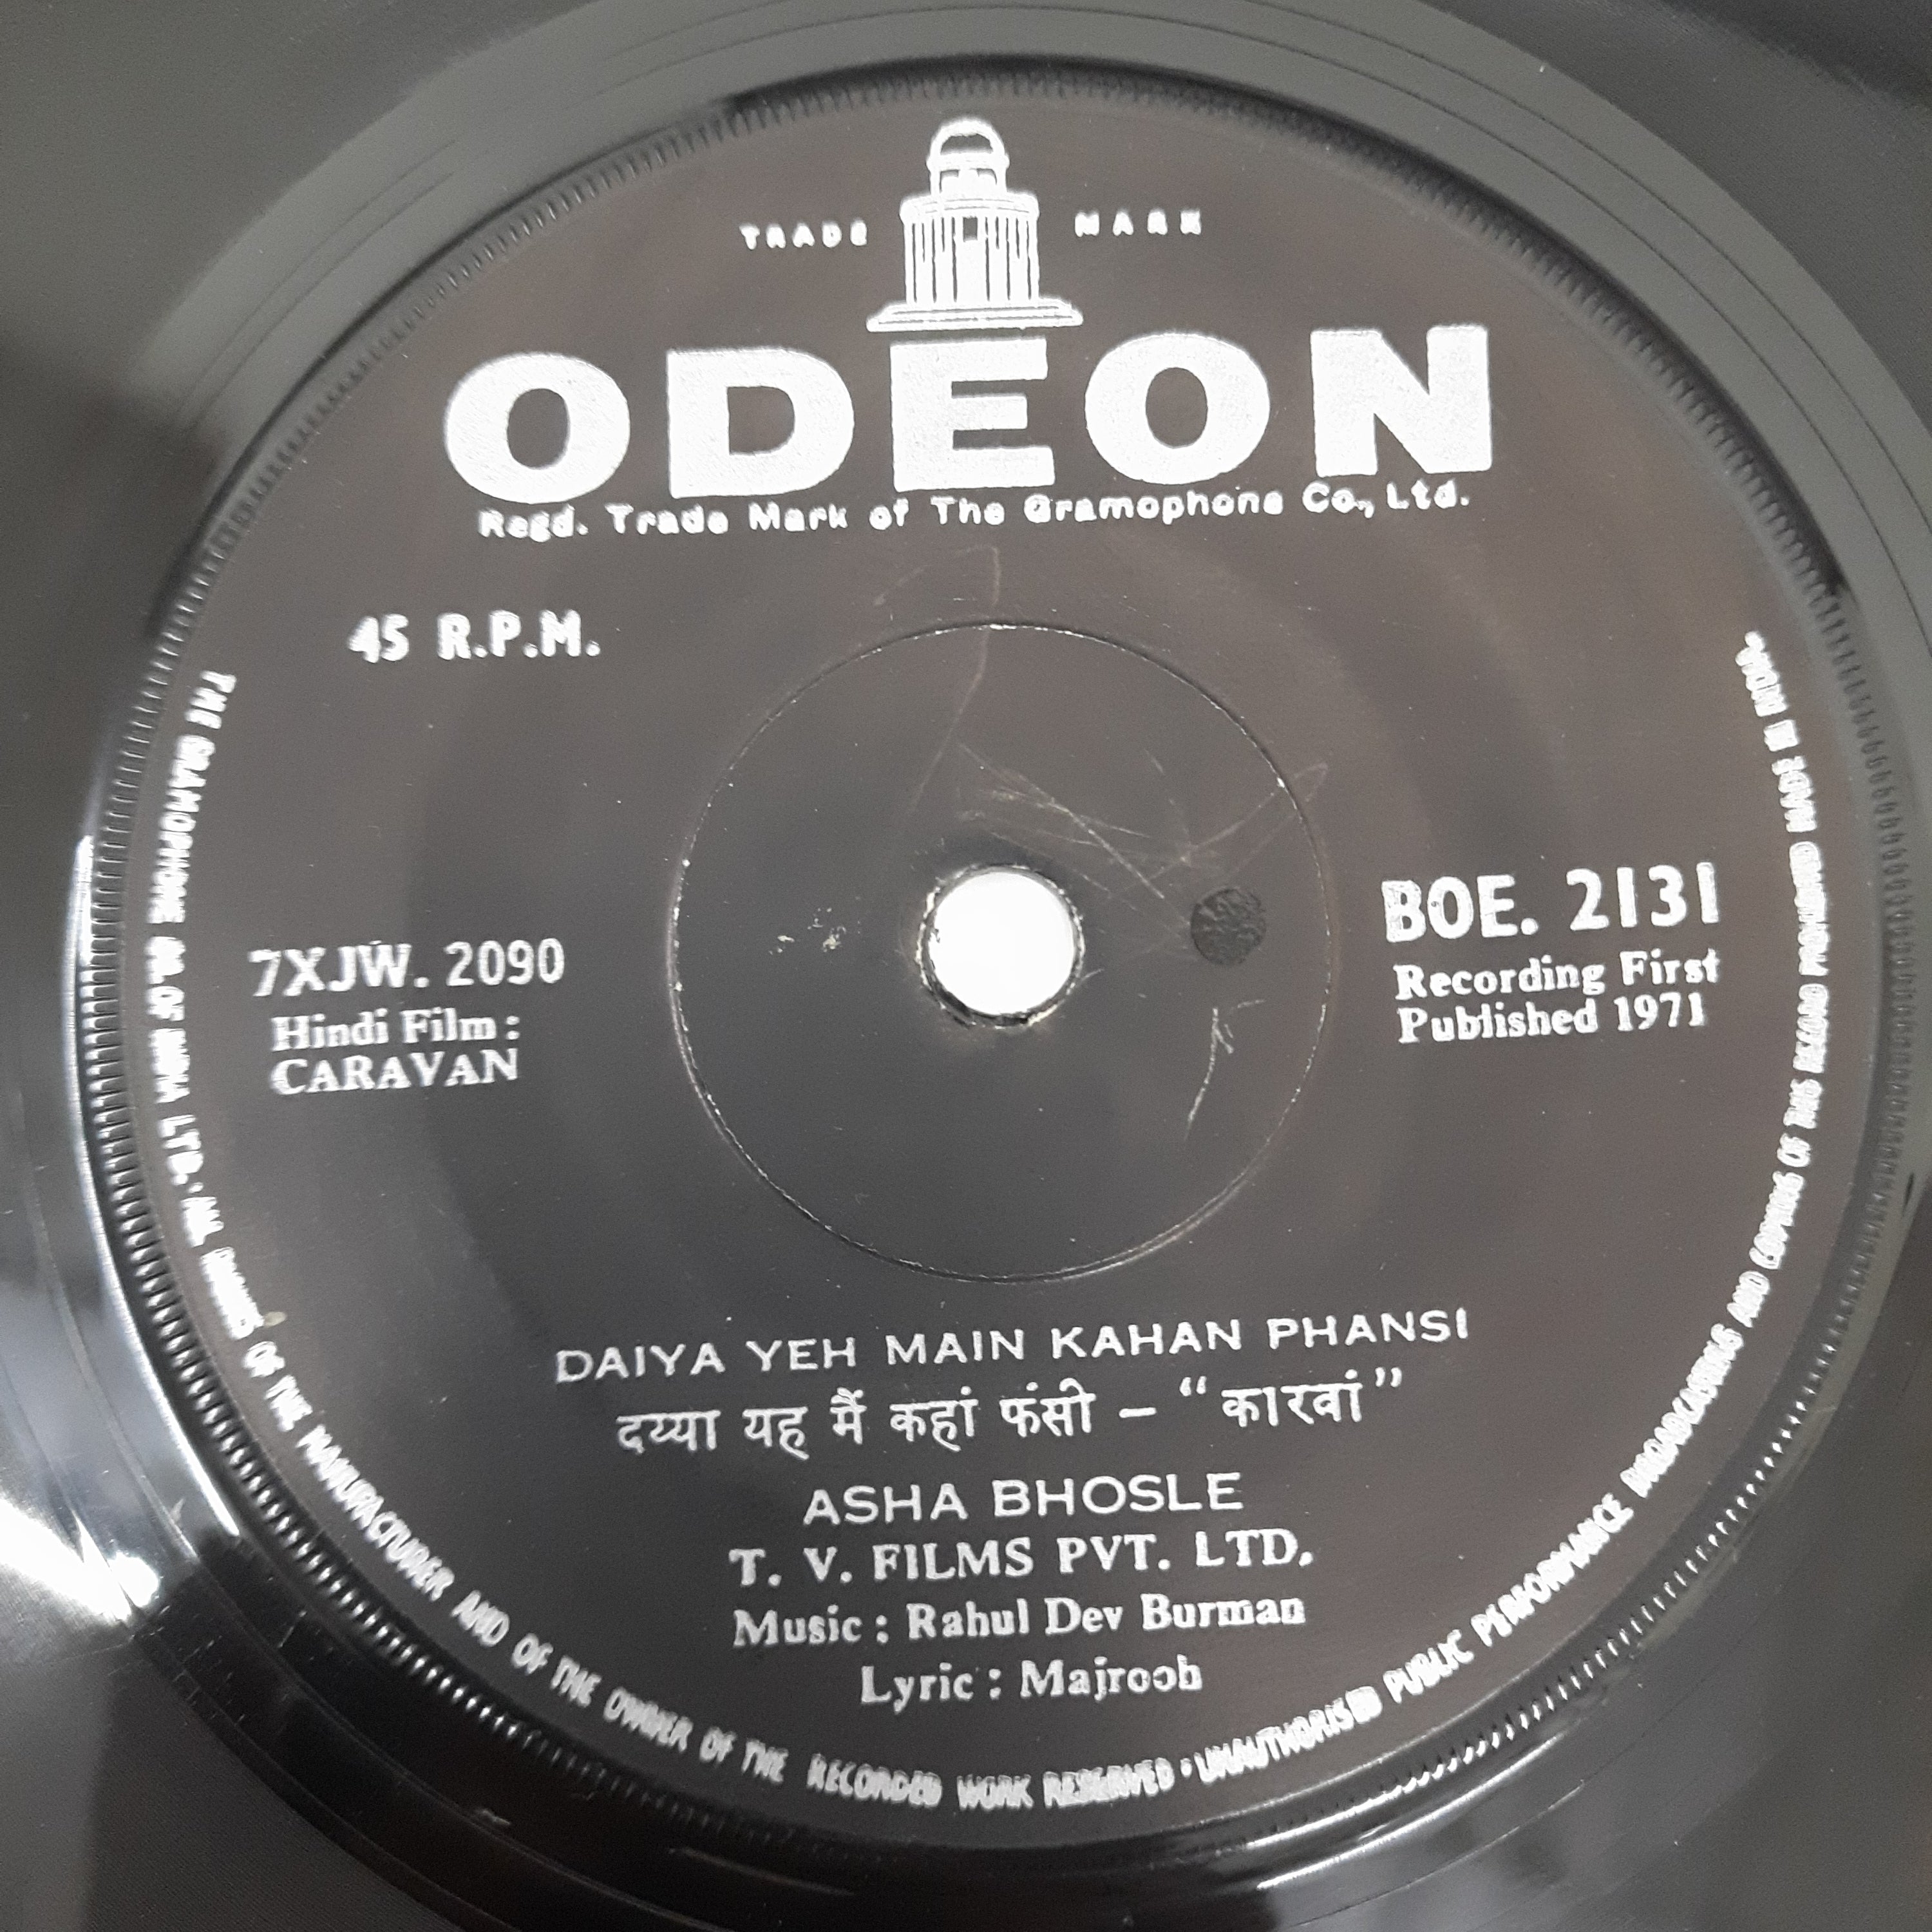 TRADE MARK
ODEON
Regd. Trade Mark of The Gramophone Co., Ltd.
45 R.P.M.
7XJW. 2090
Hindi Film :
CARAVAN
BOE. 2131
Recording First
Published 1971
DAIYA YEH MAIN KAHAN PHANSI
दय्या यह मैं कहां फंसी – “कारवां”
ASHA BHOSLE
T. V. FILMS PVT. LTD.
Music : Rahul Dev Burman
Lyric : Majrooh
THE GRAMOPHONE CO. OF INDIA LTD. · ALL RIGHTS OF THE MANUFACTURER AND OF THE OWNER OF THE RECORDED WORK RESERVED · UNAUTHORISED PUBLIC PERFORMANCE BROADCASTING AND COPYING OF THIS RECORD PROHIBITED MADE IN INDIA.